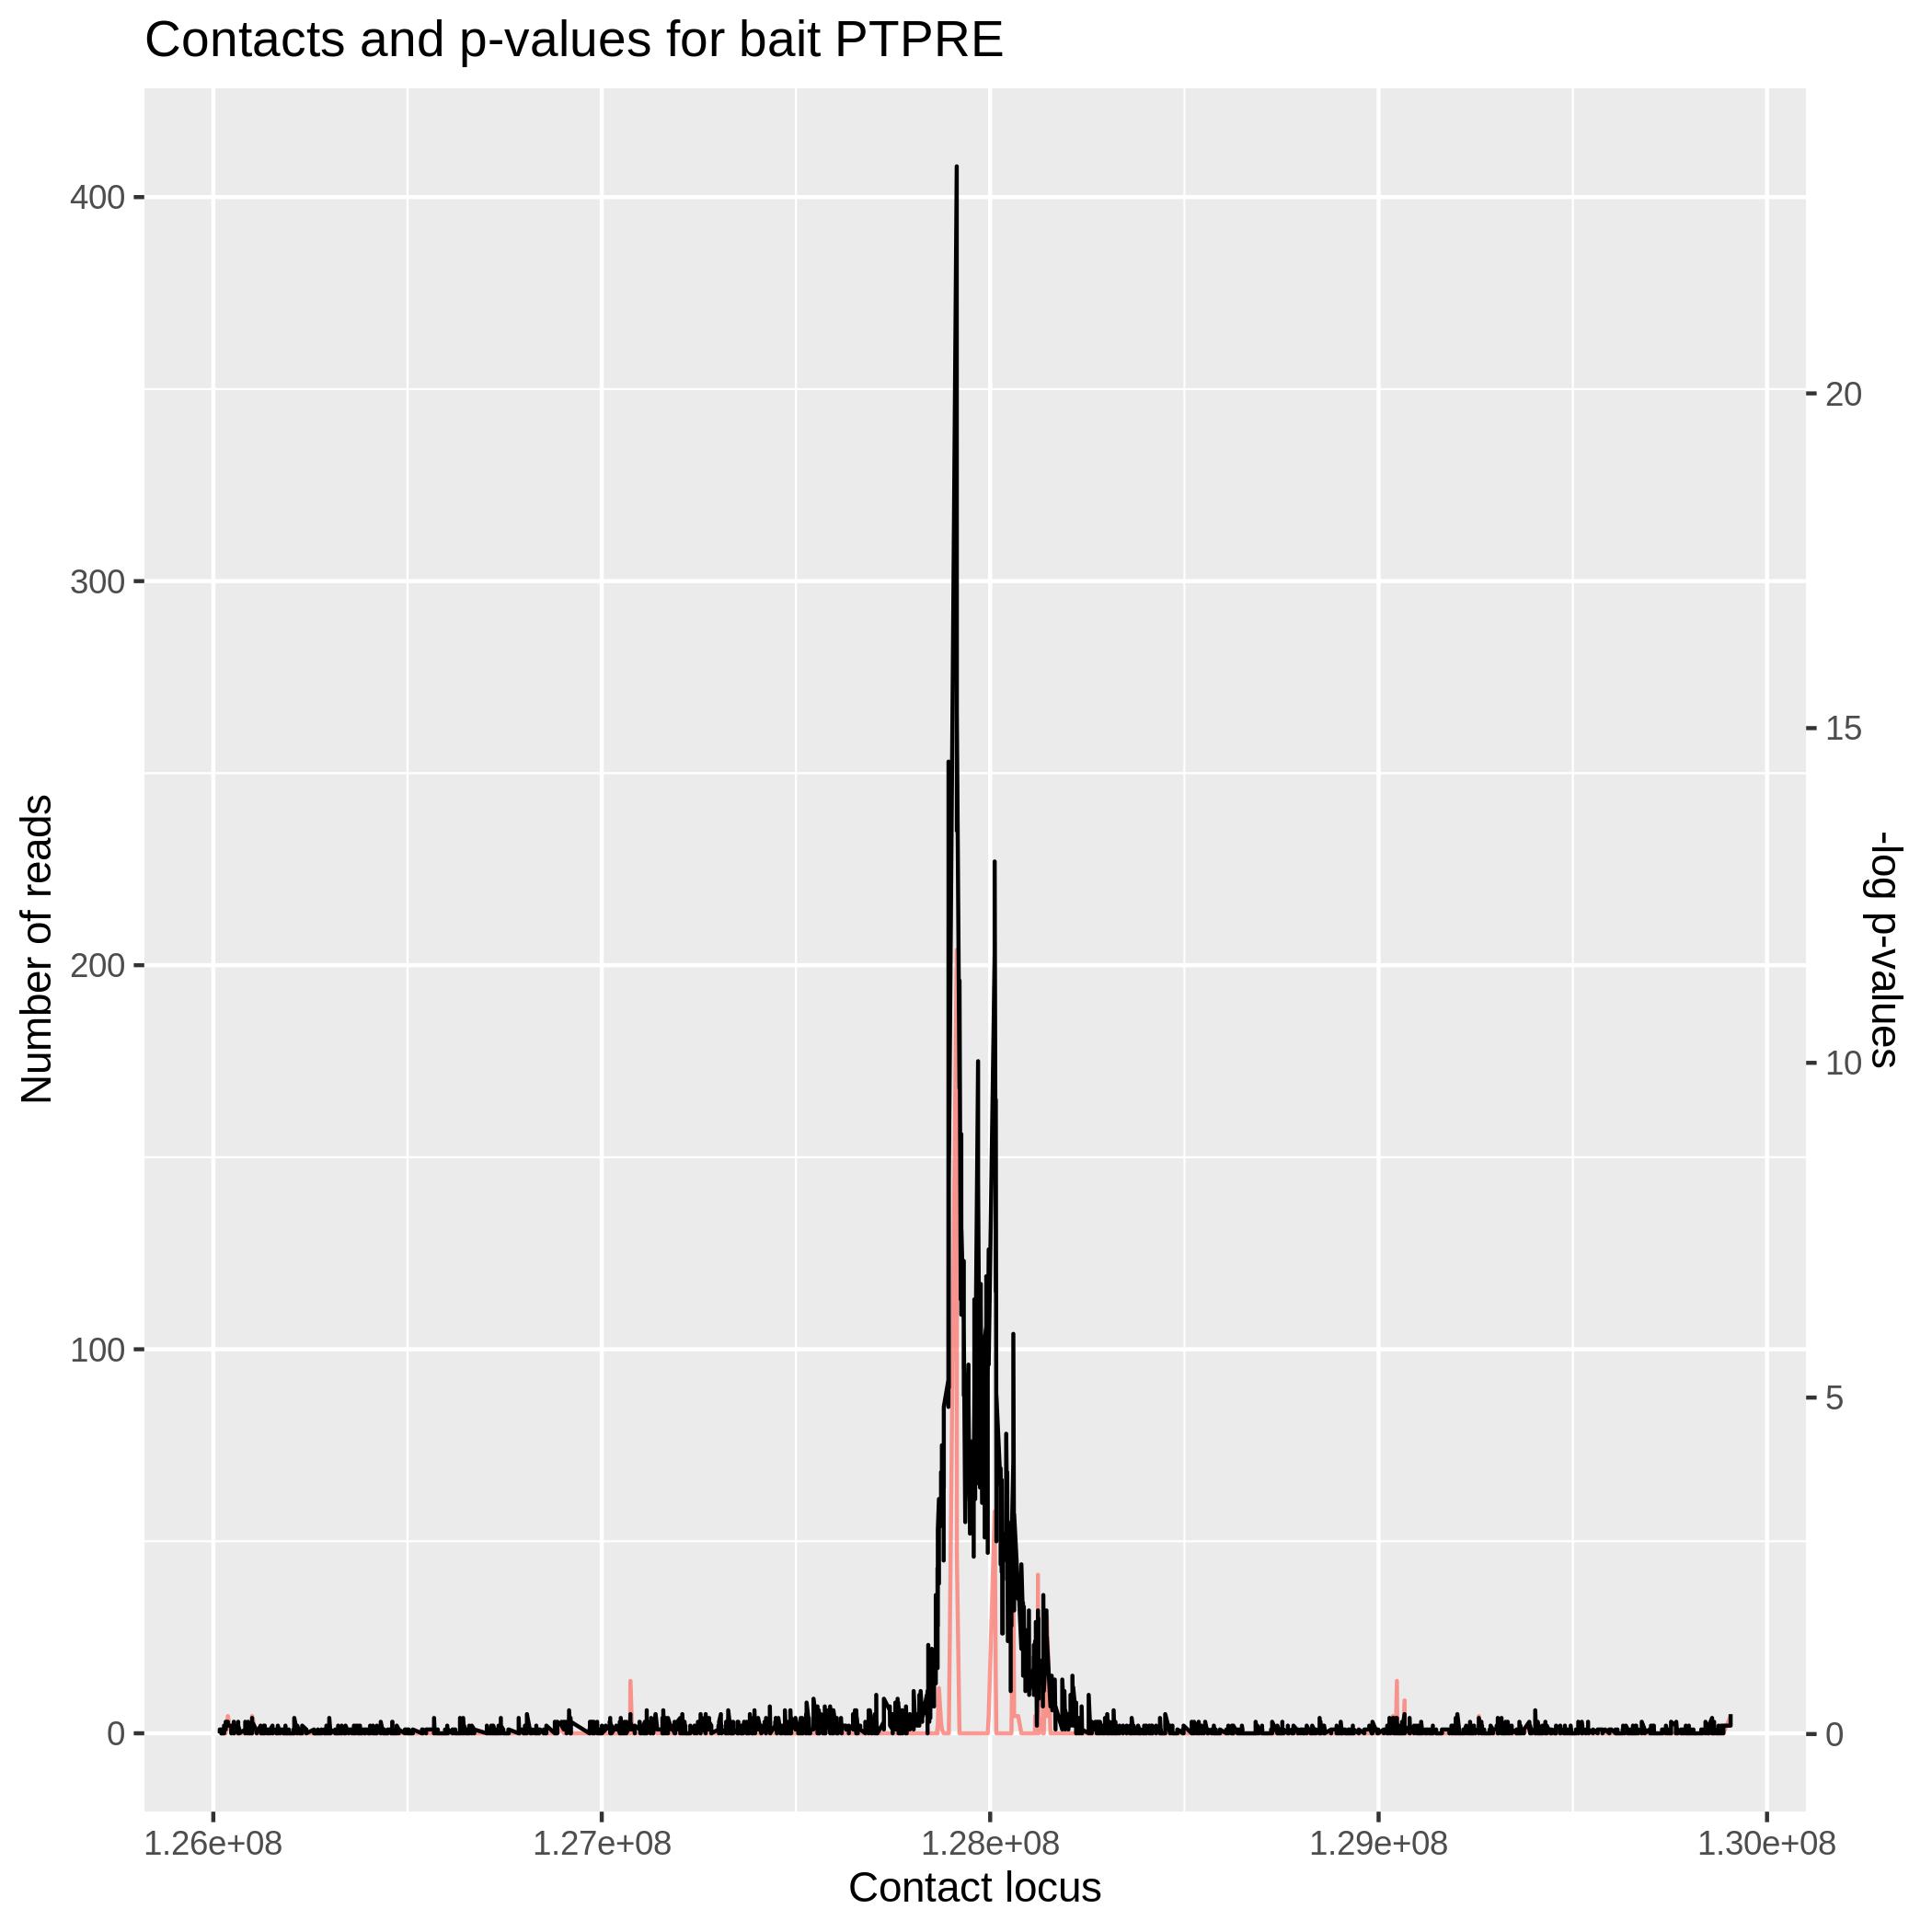 Contacts and p-values for bait PTPRE
Number of reads
400
300
200
100
0
20
15
10
5
0
-log p-values
1.26e+08
1.27e+08
1.28e+08
1.29e+08
1.30e+08
Contact locus